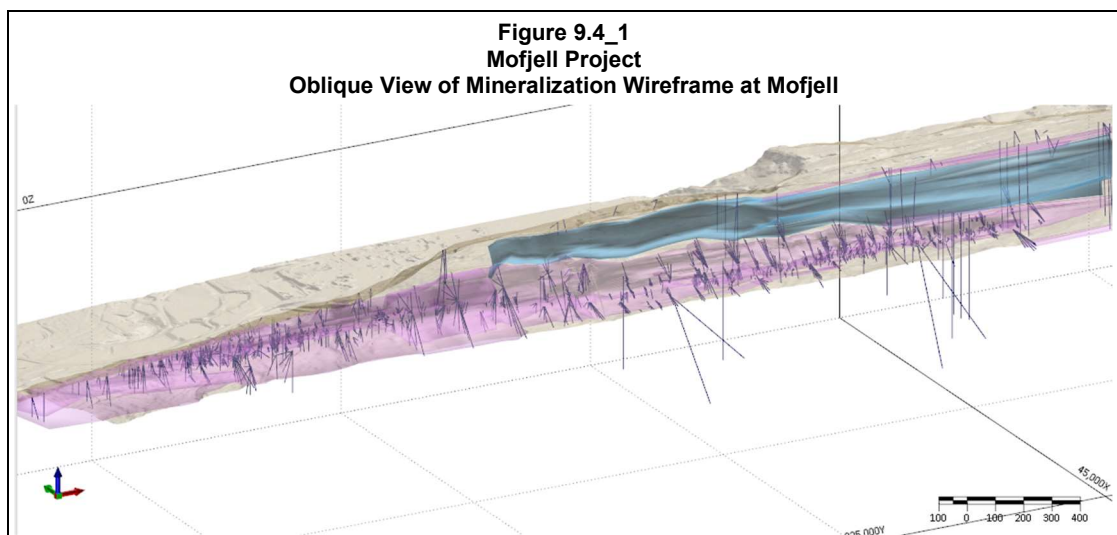 Figure 9.4_1
Mofjell Project
Oblique View of Mineralization Wireframe at Mofjell
0Z
45,000X
100 0 100 200 300 400